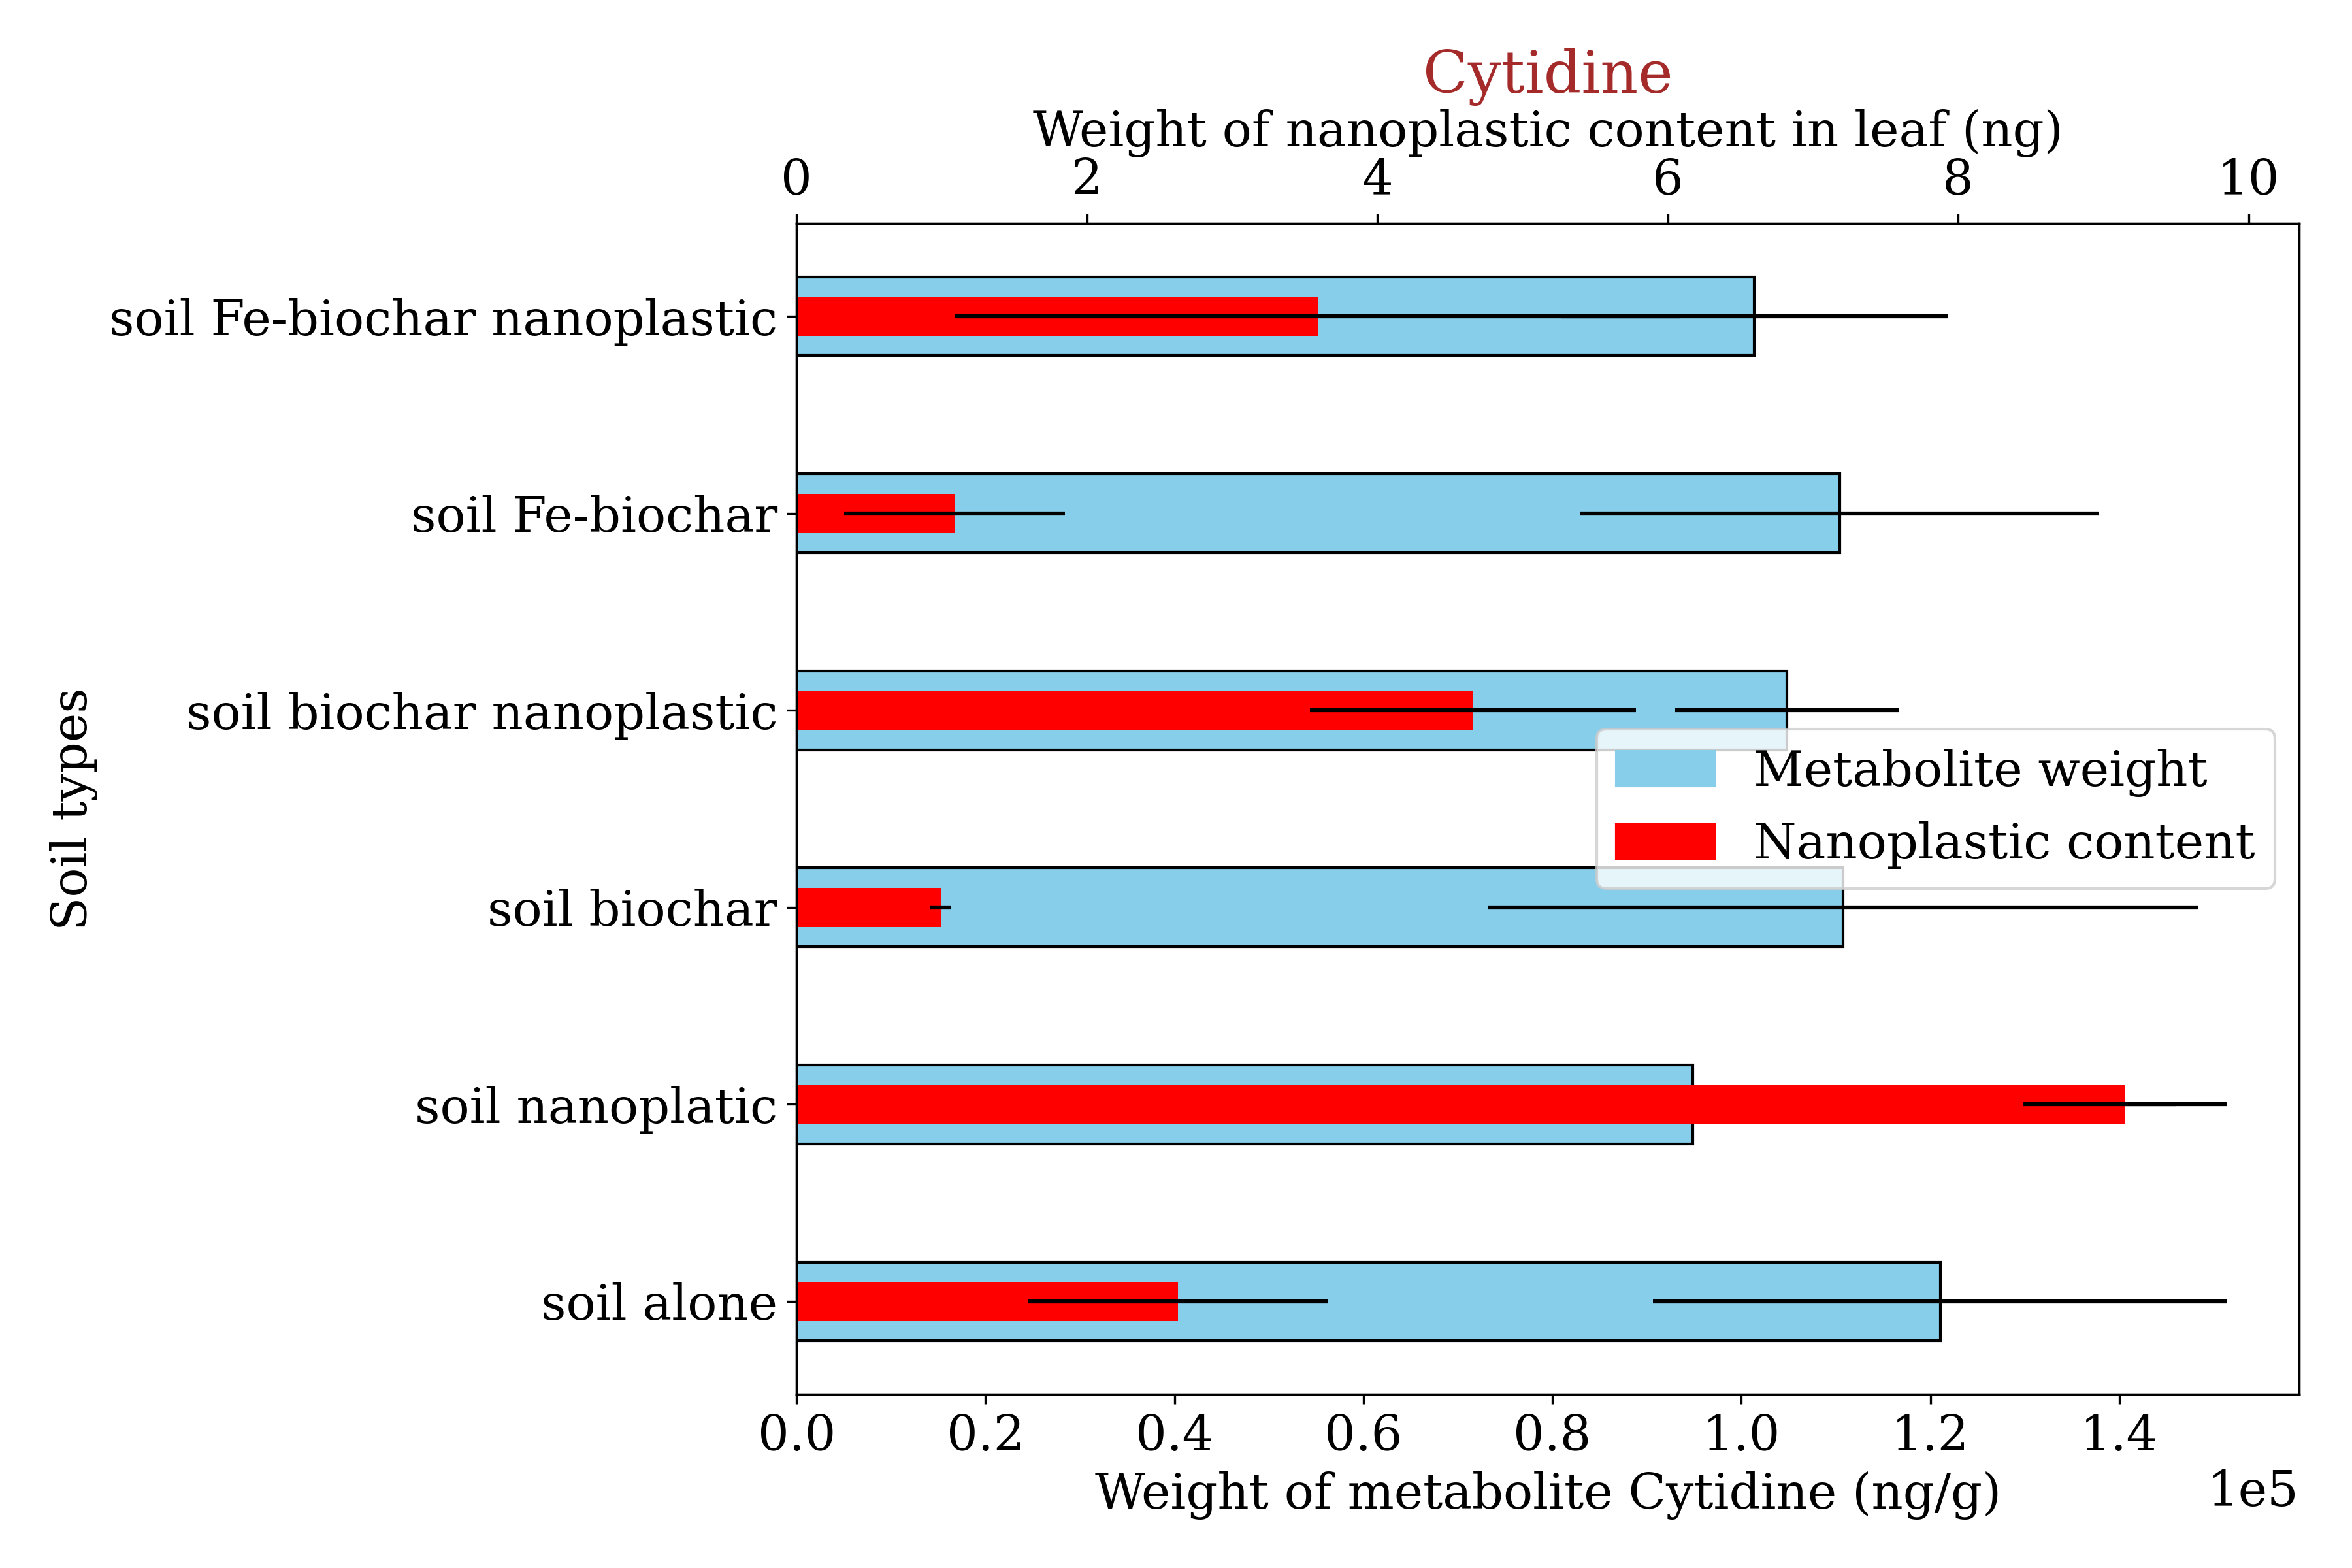 Cytidine
Weight of nanoplastic content in leaf (ng)
0 2 4 6 8 10
soil Fe-biochar nanoplastic
soil Fe-biochar
soil biochar nanoplastic
Metabolite weight
Nanoplastic content
soil biochar
soil nanoplatic
soil alone
Soil types
0.0 0.2 0.4 0.6 0.8 1.0 1.2 1.4
Weight of metabolite Cytidine (ng/g)
1e5